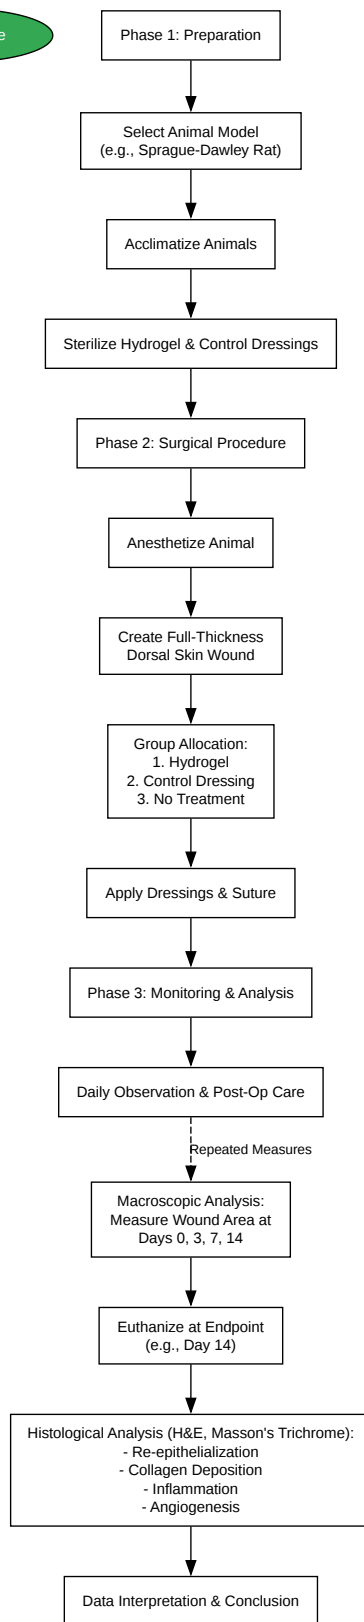 Phase 1: Preparation
Select Animal Model
(e.g., Sprague-Dawley Rat)
Acclimatize Animals
Sterilize Hydrogel & Control Dressings
Phase 2: Surgical Procedure
Anesthetize Animal
Create Full-Thickness
Dorsal Skin Wound
Group Allocation:
1. Hydrogel
2. Control Dressing
3. No Treatment
Apply Dressings & Suture
Phase 3: Monitoring & Analysis
Daily Observation & Post-Op Care
Repeated Measures
Macroscopic Analysis:
Measure Wound Area at
Days 0, 3, 7, 14
Euthanize at Endpoint
(e.g., Day 14)
Histological Analysis (H&E, Masson's Trichrome):
- Re-epithelialization
- Collagen Deposition
- Inflammation
- Angiogenesis
Data Interpretation & Conclusion